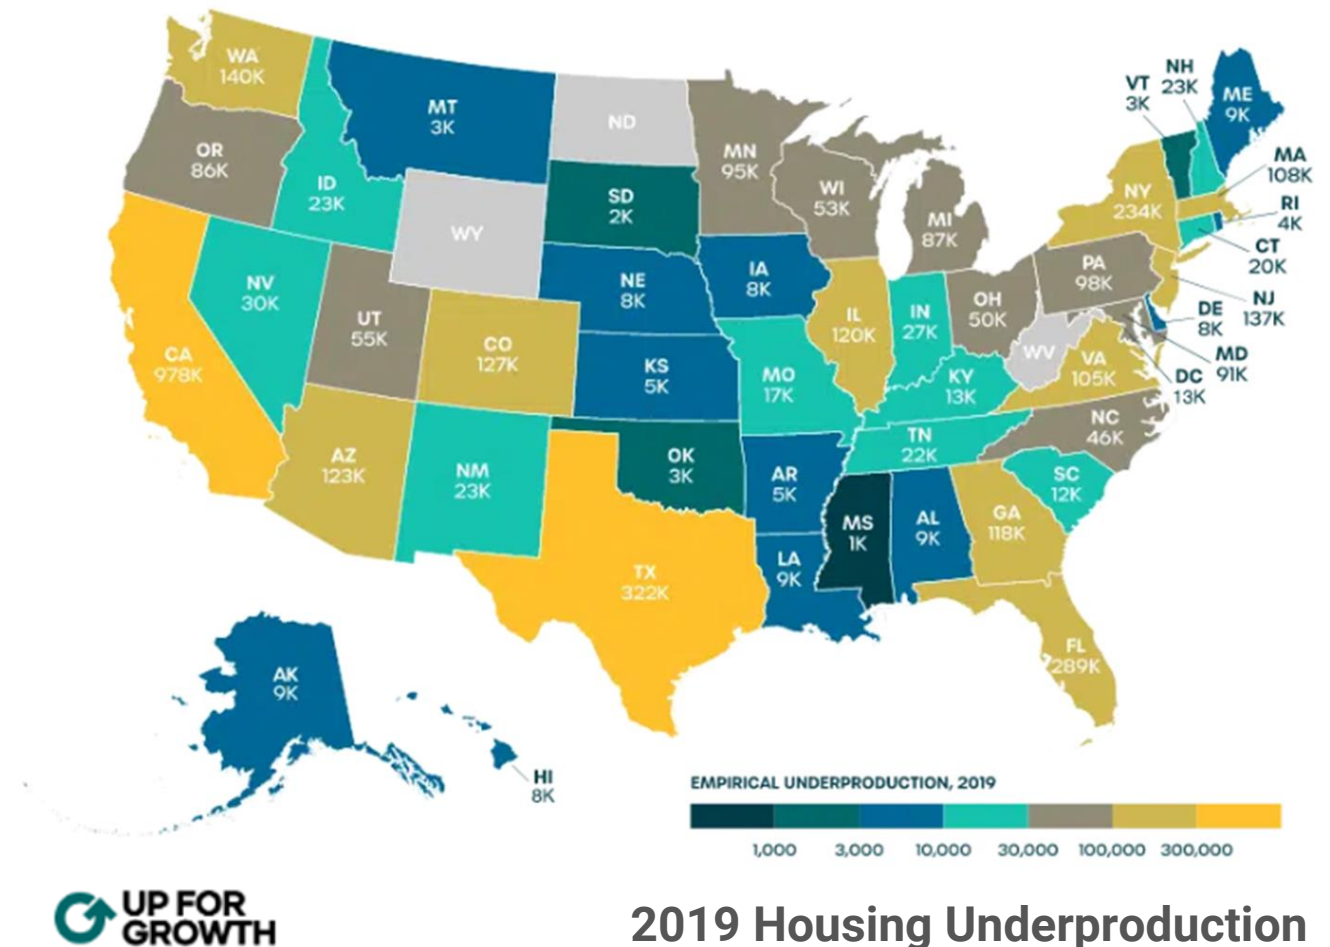 WA
140K
MT
3K
ND
MN
95K
VT
3K
NH
23K
ME
9K
OR
86K
ID
23K
SD
2K
WI
53K
MI
87K
NY
234K
MA
108K
RI
4K
WY
CT
20K
NV
30K
UT
55K
NE
8K
IA
8K
PA
98K
NJ
137K
DE
8K
CA
978K
CO
127K
IL
120K
IN
27K
OH
50K
WV
VA
105K
MD
91K
DC
13K
KS
5K
MO
17K
KY
13K
NC
46K
AZ
123K
NM
23K
OK
3K
AR
5K
TN
22K
SC
12K
MS
1K
AL
9K
GA
118K
TX
322K
LA
9K
FL
289K
AK
9K
HI
8K
EMPIRICAL UNDERPRODUCTION, 2019
1,000 3,000 10,000 30,000 100,000 300,000
UP FOR
GROWTH
2019 Housing Underproduction